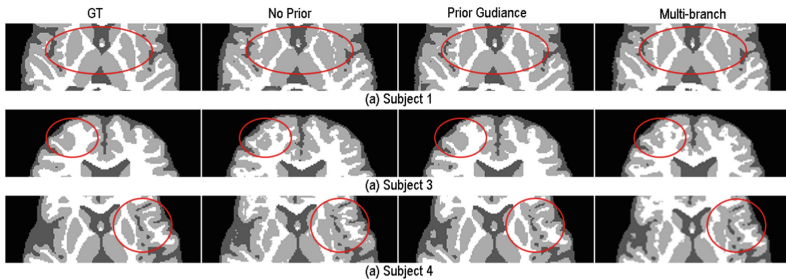 GT No Prior Prior Gudiance Multi-branch
(a) Subject 1
(a) Subject 3
(a) Subject 4